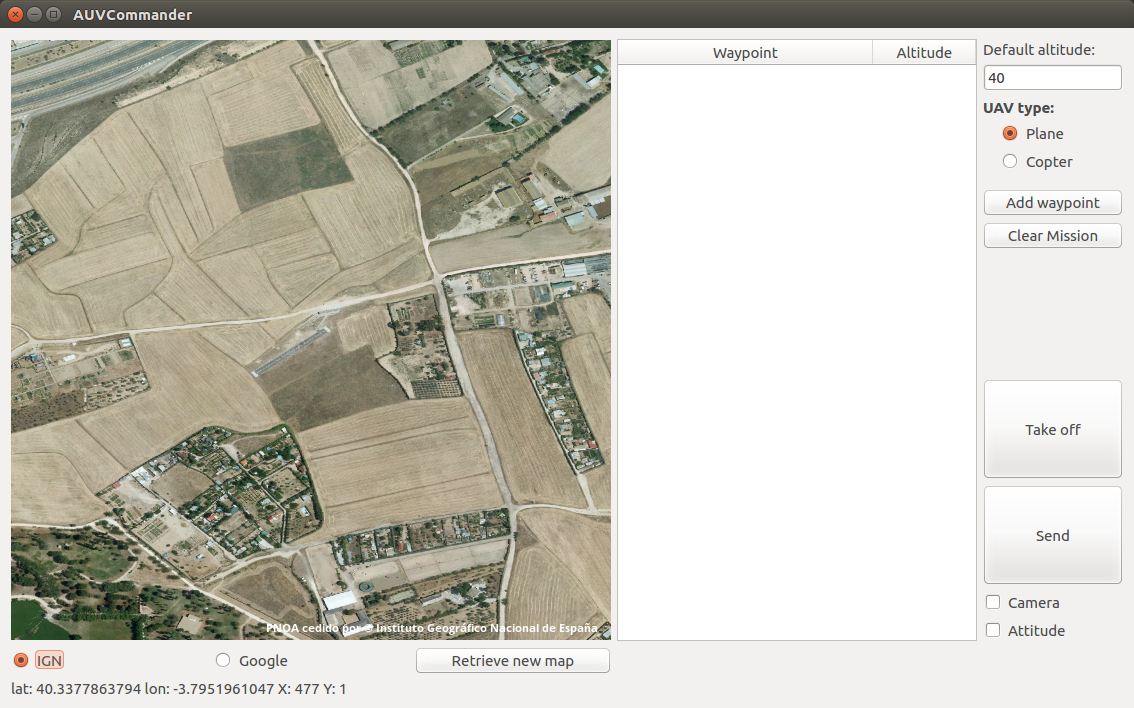 AUVCommander
Waypoint Altitude
Default altitude:
40
UAV type:
Plane
Copter
Add waypoint
Clear Mission
Take off
Send
Camera
Attitude
PNOA cedido por © Instituto Geográfico Nacional de España
IGN Google Retrieve new map
lat: 40.3377863794 lon: -3.7951961047 X: 477 Y: 1